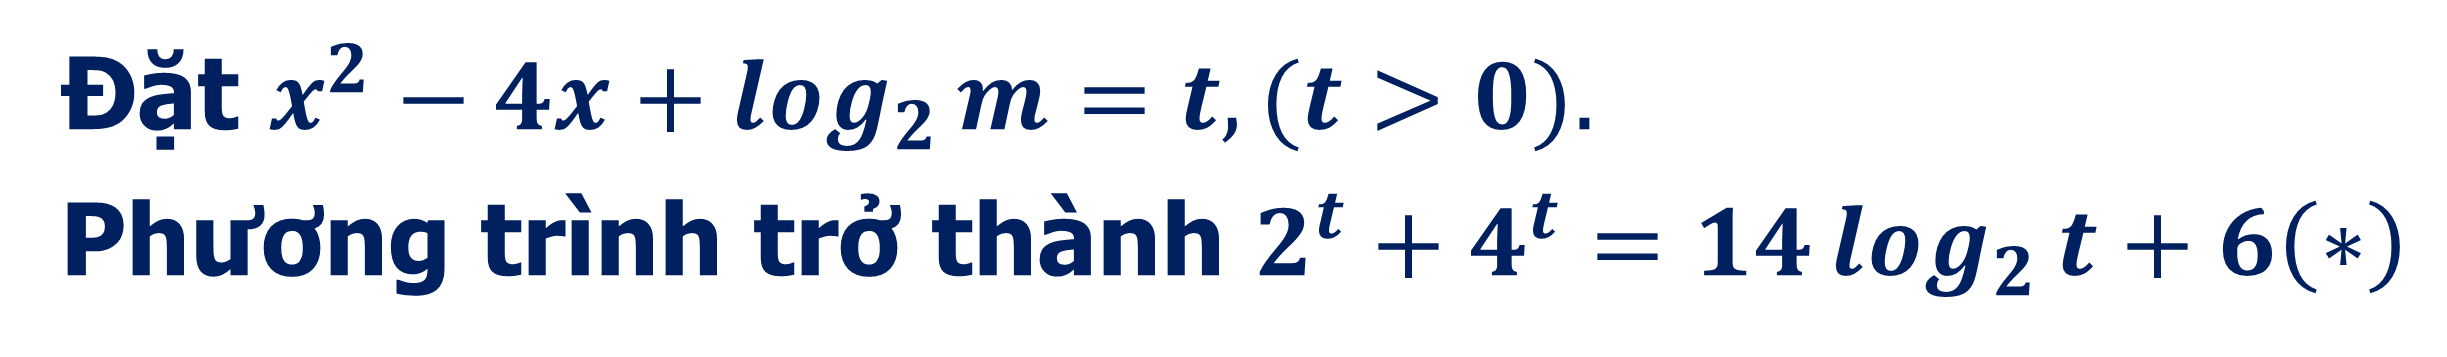 Đặt $x^2 - 4x + log_2 m = t, (t > 0)$.
Phương trình trở thành $2^t + 4^t = 14 log_2 t + 6(*)$